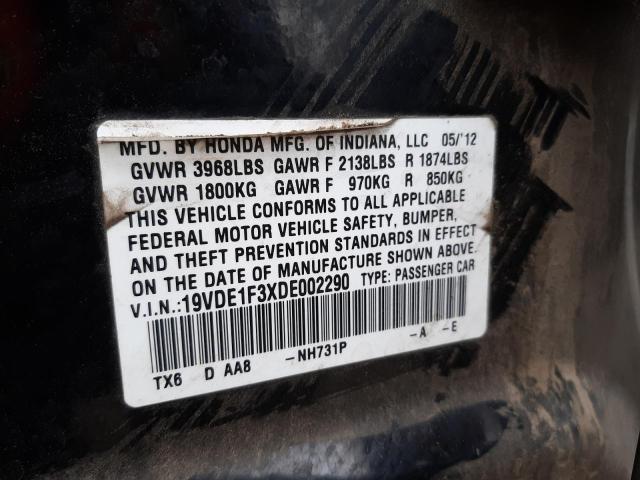 MFD. BY HONDA MFG. OF INDIANA, LLC 05/'12
GVWR 3968LBS GAWR F 2138LBS R 1874LBS
GVWR 1800KG GAWR F 970KG R 850KG
THIS VEHICLE CONFORMS TO ALL APPLICABLE
FEDERAL MOTOR VEHICLE SAFETY, BUMPER,
AND THEFT PREVENTION STANDARDS IN EFFECT
ON THE DATE OF MANUFACTURE SHOWN ABOVE.
V.I.N.:19VDE1F3XDE002290 TYPE: PASSENGER CAR
TX6 D AA8 -NH731P -A -E